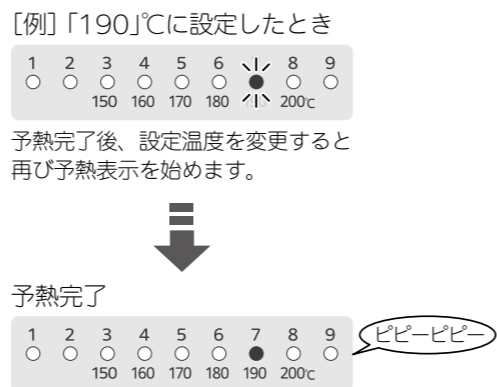 [例]「190」℃に設定したとき
1 2 3 4 5 6 8 9
150 160 170 180 200℃
予熱完了後、設定温度を変更すると
再び予熱表示を始めます。
予熱完了
1 2 3 4 5 6 7 8 9
150 160 170 180 190 200℃
ピピーピピー